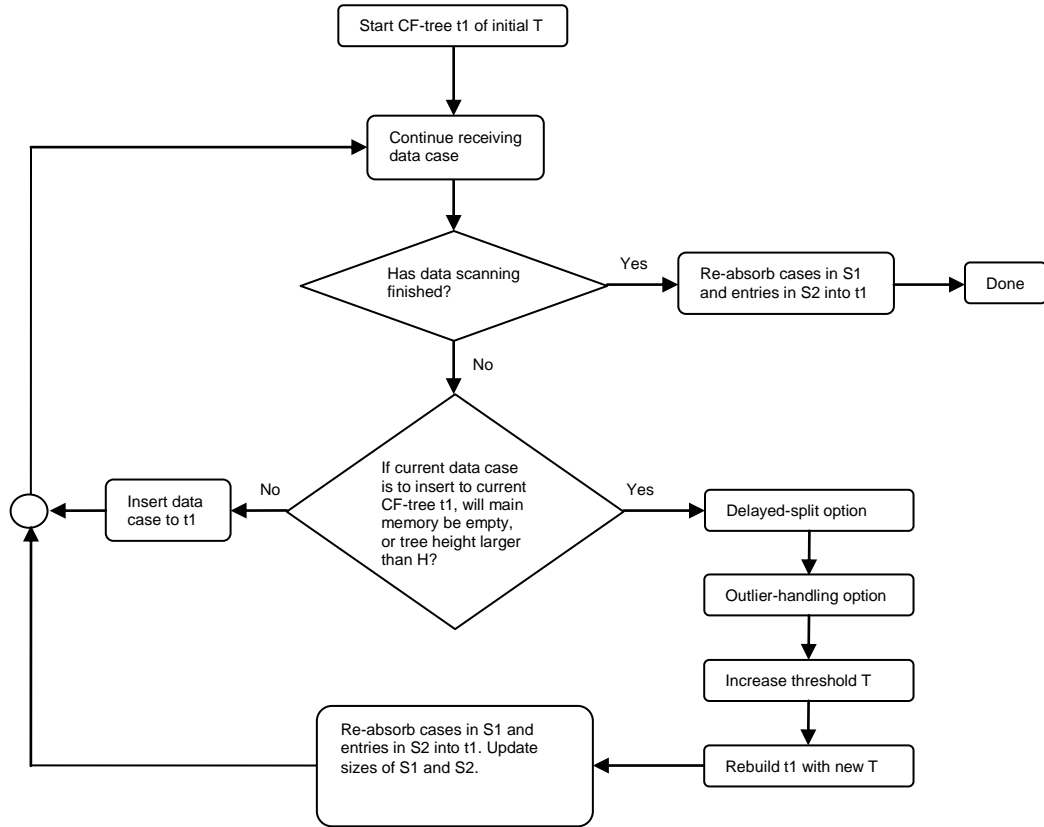 Start CF-tree t1 of initial T
Continue receiving
data case
Has data scanning
finished?
Yes
Re-absorb cases in S1
and entries in S2 into t1
Done
No
If current data case
is to insert to current
CF-tree t1, will main
memory be empty,
or tree height larger
than H?
No
Insert data
case to t1
Yes
Delayed-split option
Outlier-handling option
Increase threshold T
Rebuild t1 with new T
Re-absorb cases in S1 and
entries in S2 into t1. Update
sizes of S1 and S2.